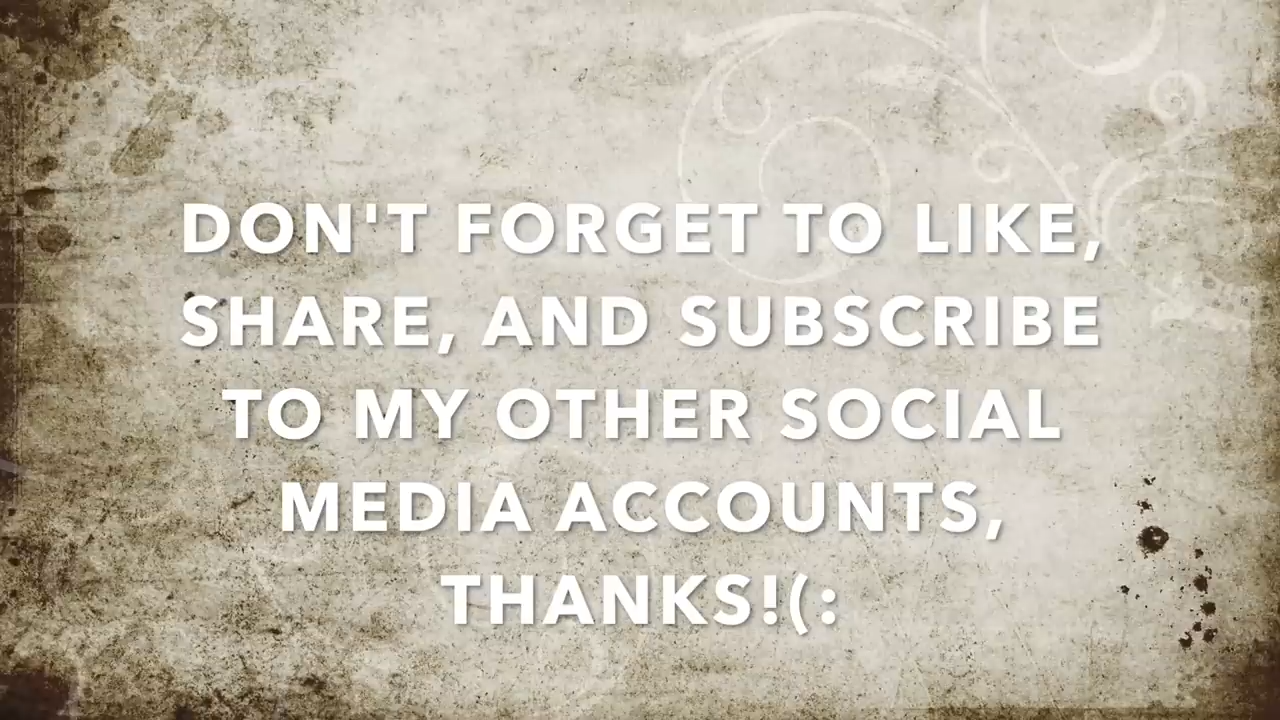 DON'T FORGET TO LIKE,
SHARE, AND SUBSCRIBE
TO MY OTHER SOCIAL
MEDIA ACCOUNTS,
THANKS!(: